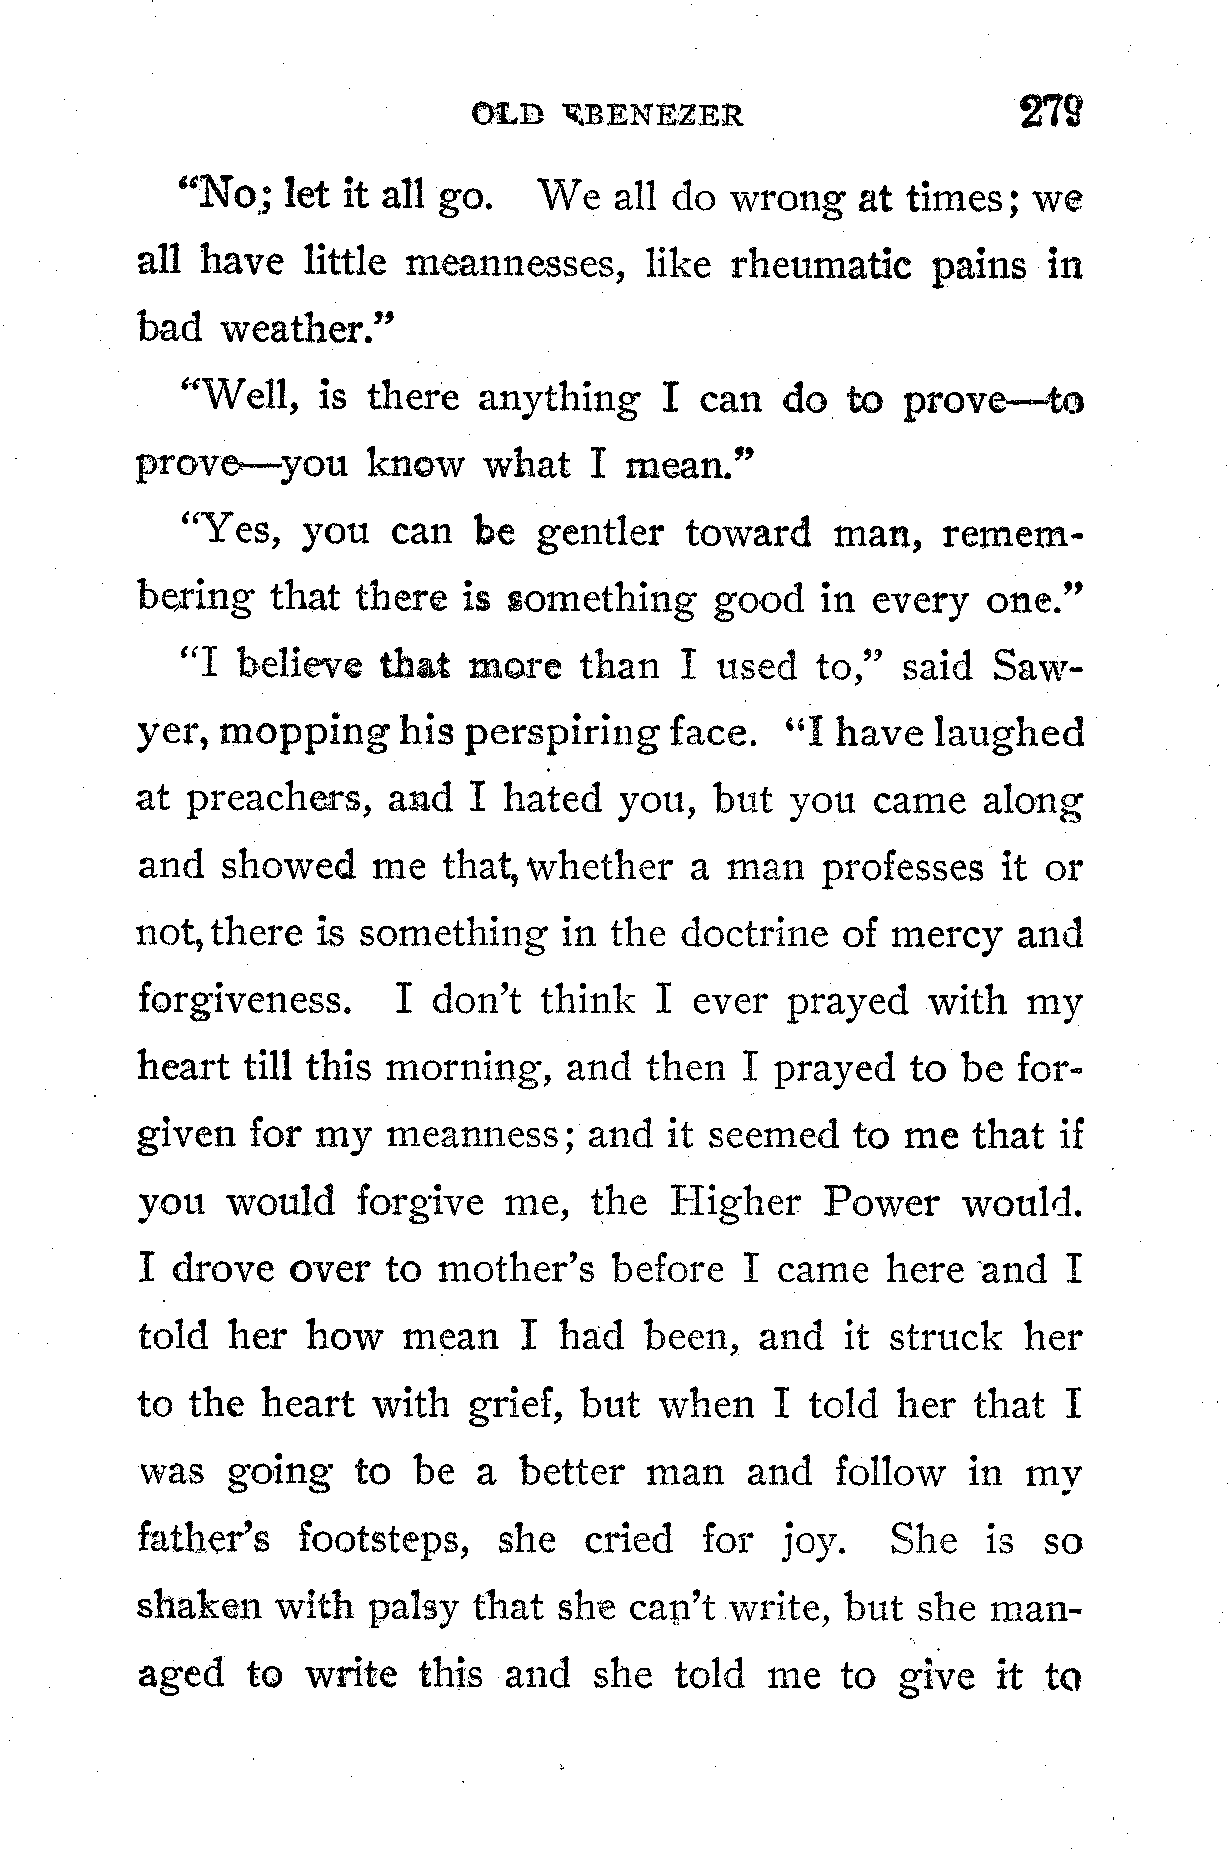 OLD EBENEZER 279
“No; let it all go. We all do wrong at times; we
all have little meannesses, like rheumatic pains in
bad weather.”
“Well, is there anything I can do to prove—to
prove—you know what I mean.”
“Yes, you can be gentler toward man, remem-
bering that there is something good in every one.”
“I believe that more than I used to,” said Saw-
yer, mopping his perspiring face. “I have laughed
at preachers, and I hated you, but you came along
and showed me that, whether a man professes it or
not, there is something in the doctrine of mercy and
forgiveness. I don’t think I ever prayed with my
heart till this morning, and then I prayed to be for-
given for my meanness; and it seemed to me that if
you would forgive me, the Higher Power would.
I drove over to mother’s before I came here and I
told her how mean I had been, and it struck her
to the heart with grief, but when I told her that I
was going to be a better man and follow in my
father’s footsteps, she cried for joy. She is so
shaken with palsy that she can’t write, but she man-
aged to write this and she told me to give it to